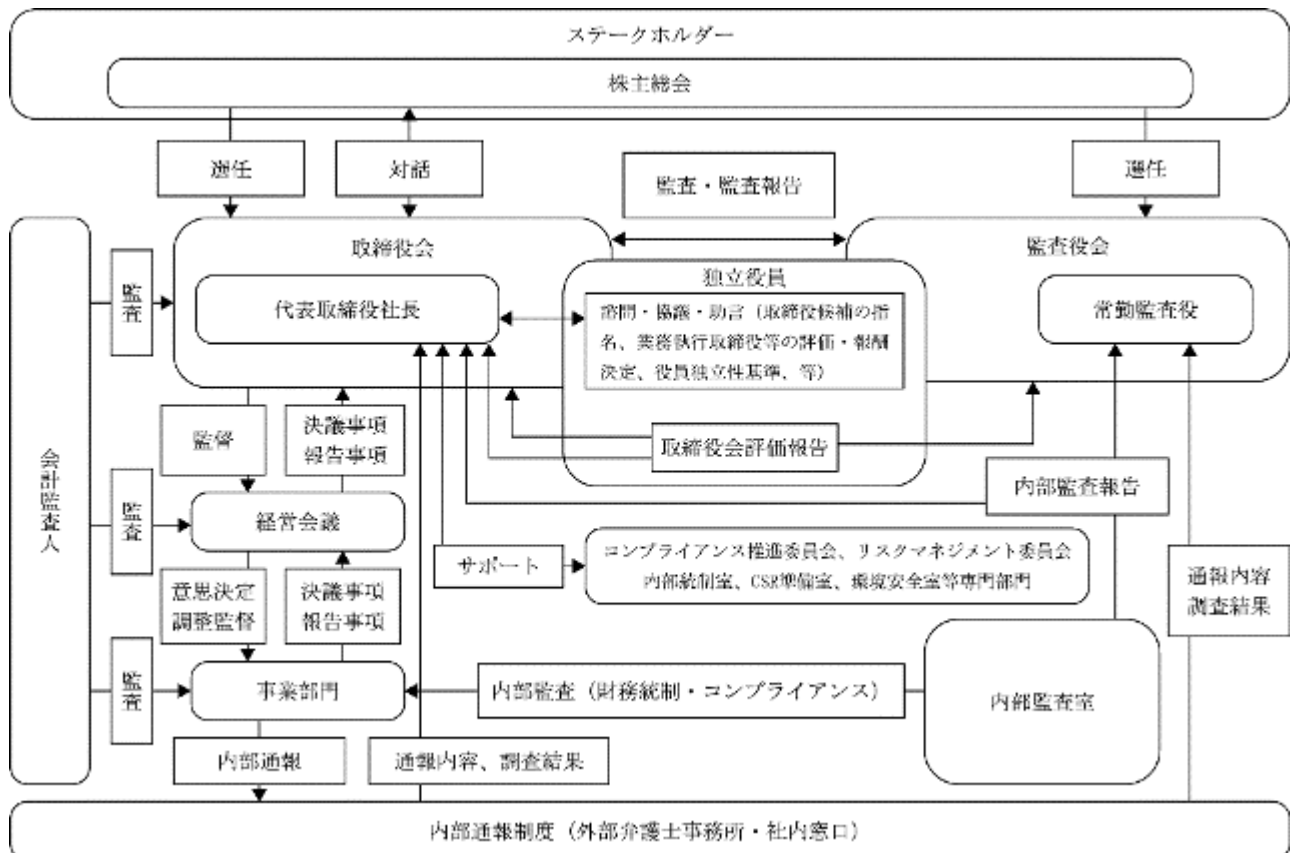 ステークホルダー
株主総会
選任
対話
監査・監査報告
選任
取締役会
監査役会
独立役員
監査
代表取締役社長
諮問・協議・助言（取締役候補の指
名、業務執行取締役等の評価・報酬
決定、役員独立性基準、等）
常勤監査役
監督
決議事項
報告事項
取締役会評価報告
会計監査人
内部監査報告
監査
経営会議
サポート
コンプライアンス推進委員会、リスクマネジメント委員会
内部統制室、CSR準備室、環境安全室等専門部門
通報内容
調査結果
意思決定
調整監督
決議事項
報告事項
監査
事業部門
内部監査（財務統制・コンプライアンス）
内部監査室
内部通報
通報内容、調査結果
内部通報制度（外部弁護士事務所・社内窓口）